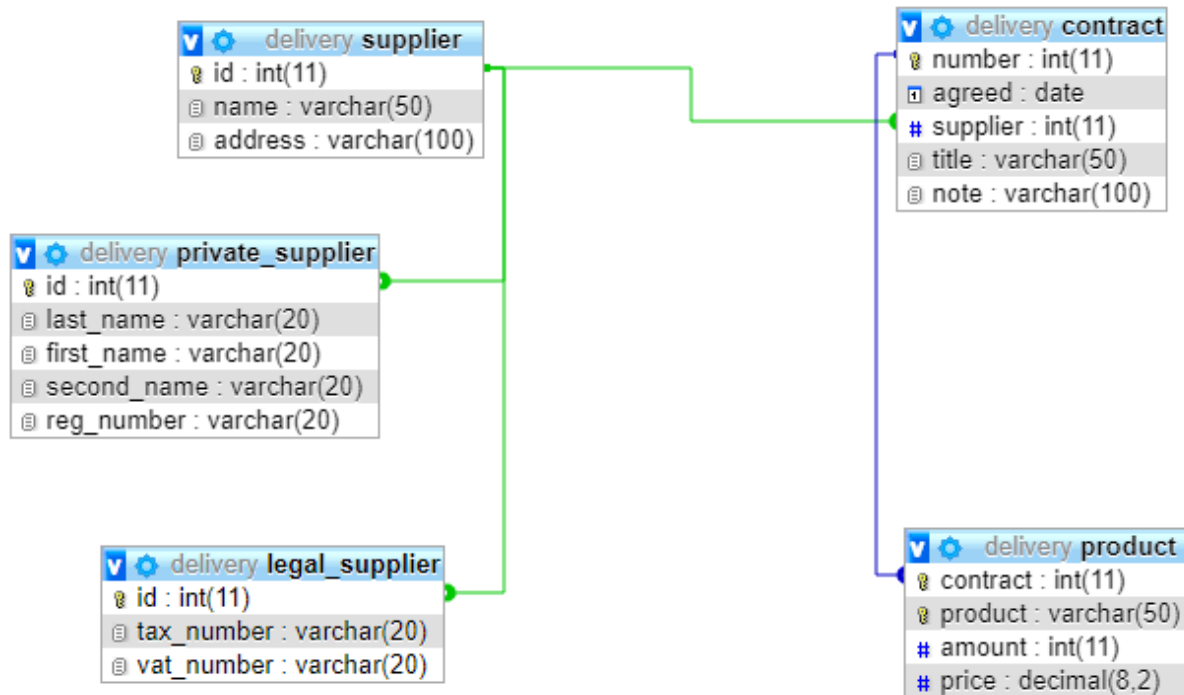 delivery supplier
id : int(11)
name : varchar(50)
address : varchar(100)
delivery contract
number : int(11)
agreed : date
supplier : int(11)
title : varchar(50)
note : varchar(100)
delivery private_supplier
id : int(11)
last_name : varchar(20)
first_name : varchar(20)
second_name : varchar(20)
reg_number : varchar(20)
delivery legal_supplier
id : int(11)
tax_number : varchar(20)
vat_number : varchar(20)
delivery product
contract : int(11)
product : varchar(50)
# amount : int(11)
# price : decimal(8,2)